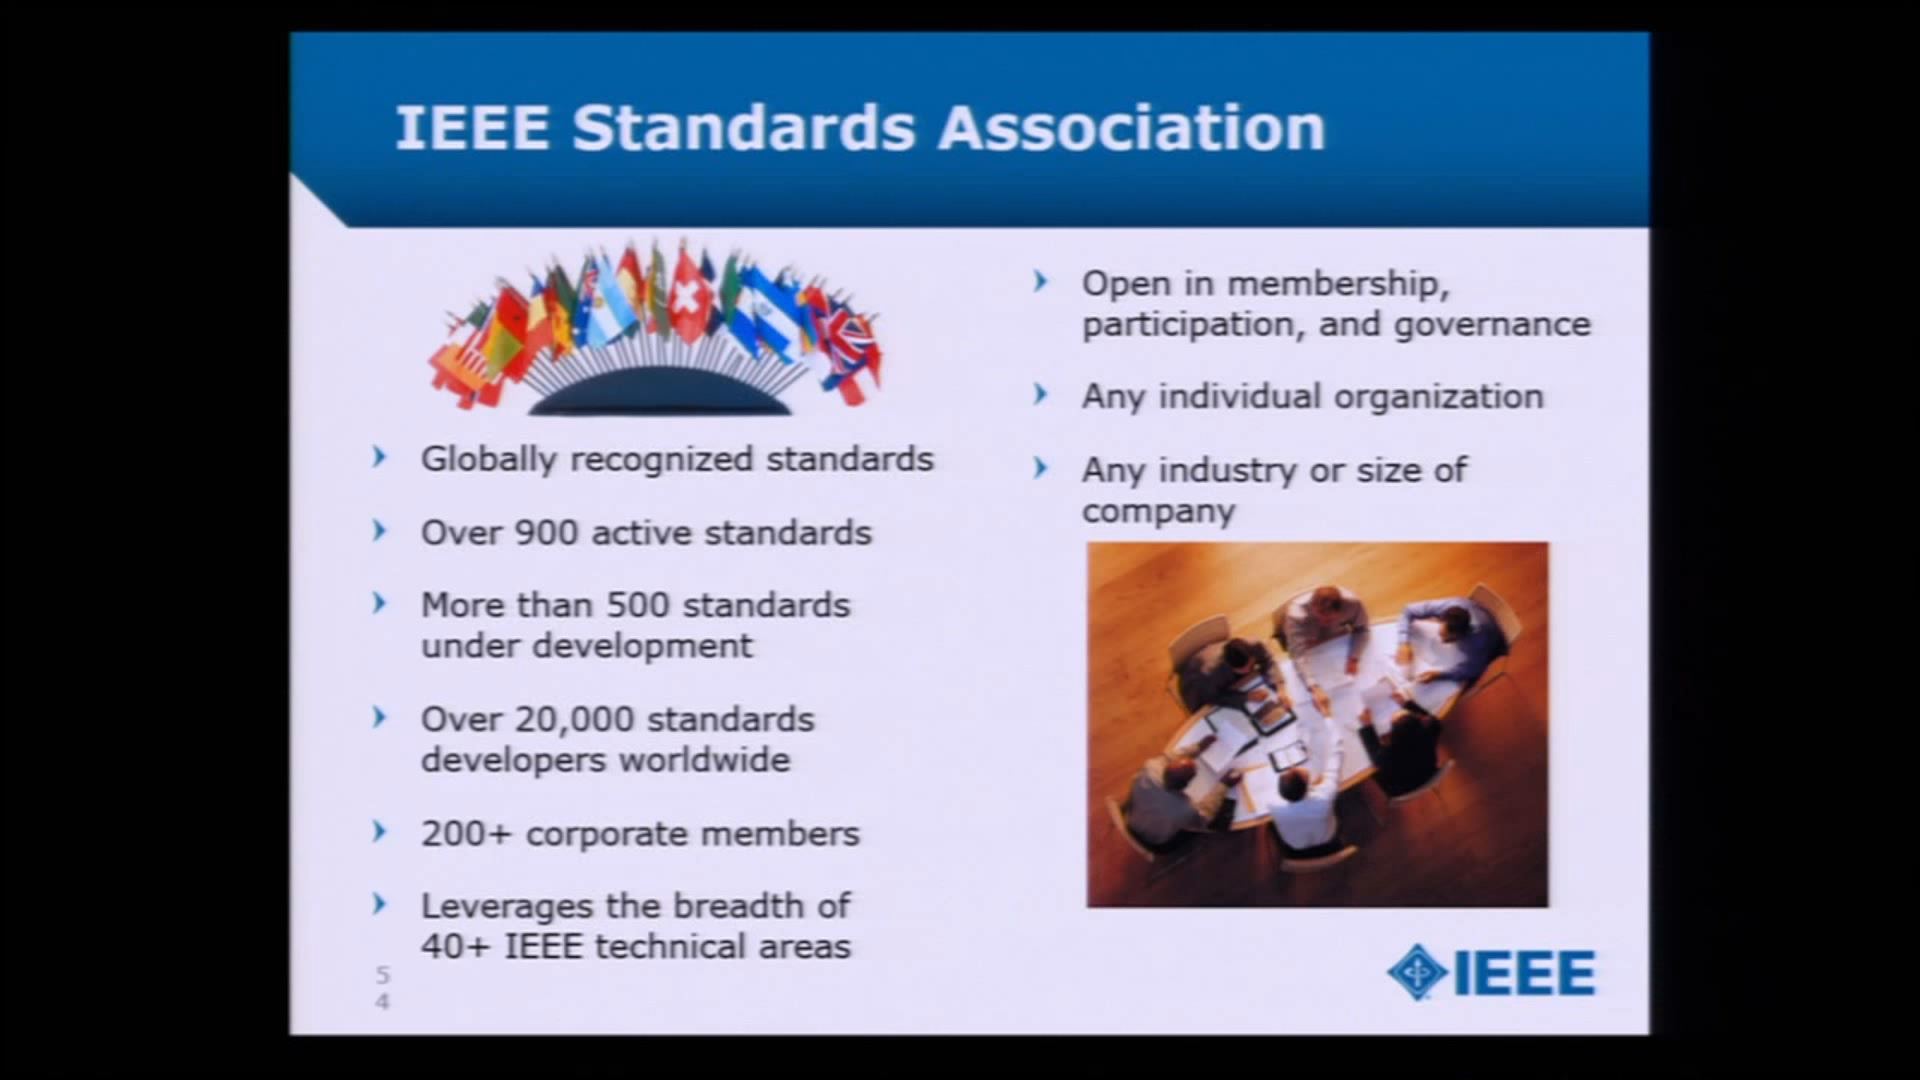 IEEE Standards Association
Globally recognized standards
Over 900 active standards
More than 500 standards
under development
Over 20,000 standards
developers worldwide
200+ corporate members
Leverages the breadth of
40+ IEEE technical areas
5
4
Open in membership,
participation, and governance
Any individual organization
Any industry or size of
company
IEEE